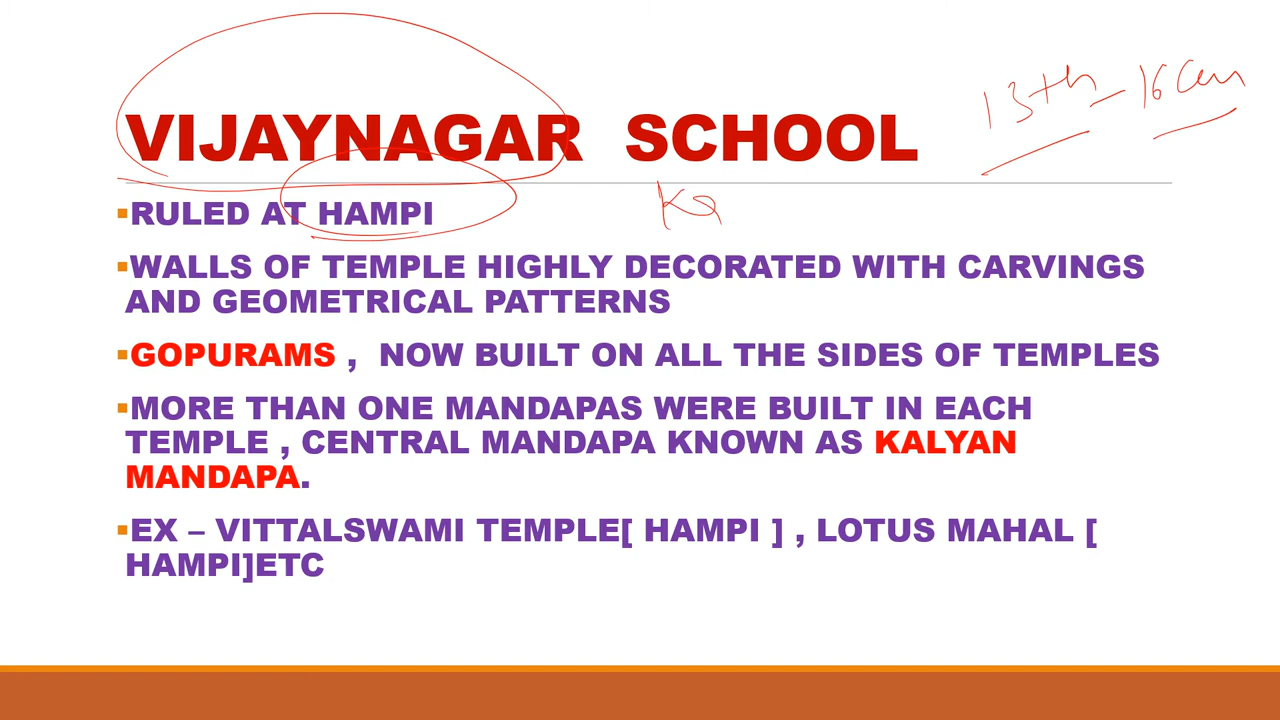 13th - 16 Cen
VIJAYNAGAR SCHOOL
Ka
RULED AT HAMPI
WALLS OF TEMPLE HIGHLY DECORATED WITH CARVINGS
AND GEOMETRICAL PATTERNS
GOPURAMS , NOW BUILT ON ALL THE SIDES OF TEMPLES
MORE THAN ONE MANDAPAS WERE BUILT IN EACH
TEMPLE , CENTRAL MANDAPA KNOWN AS KALYAN
MANDAPA.
EX – VITTALSWAMI TEMPLE[ HAMPI ] , LOTUS MAHAL [
HAMPI]ETC